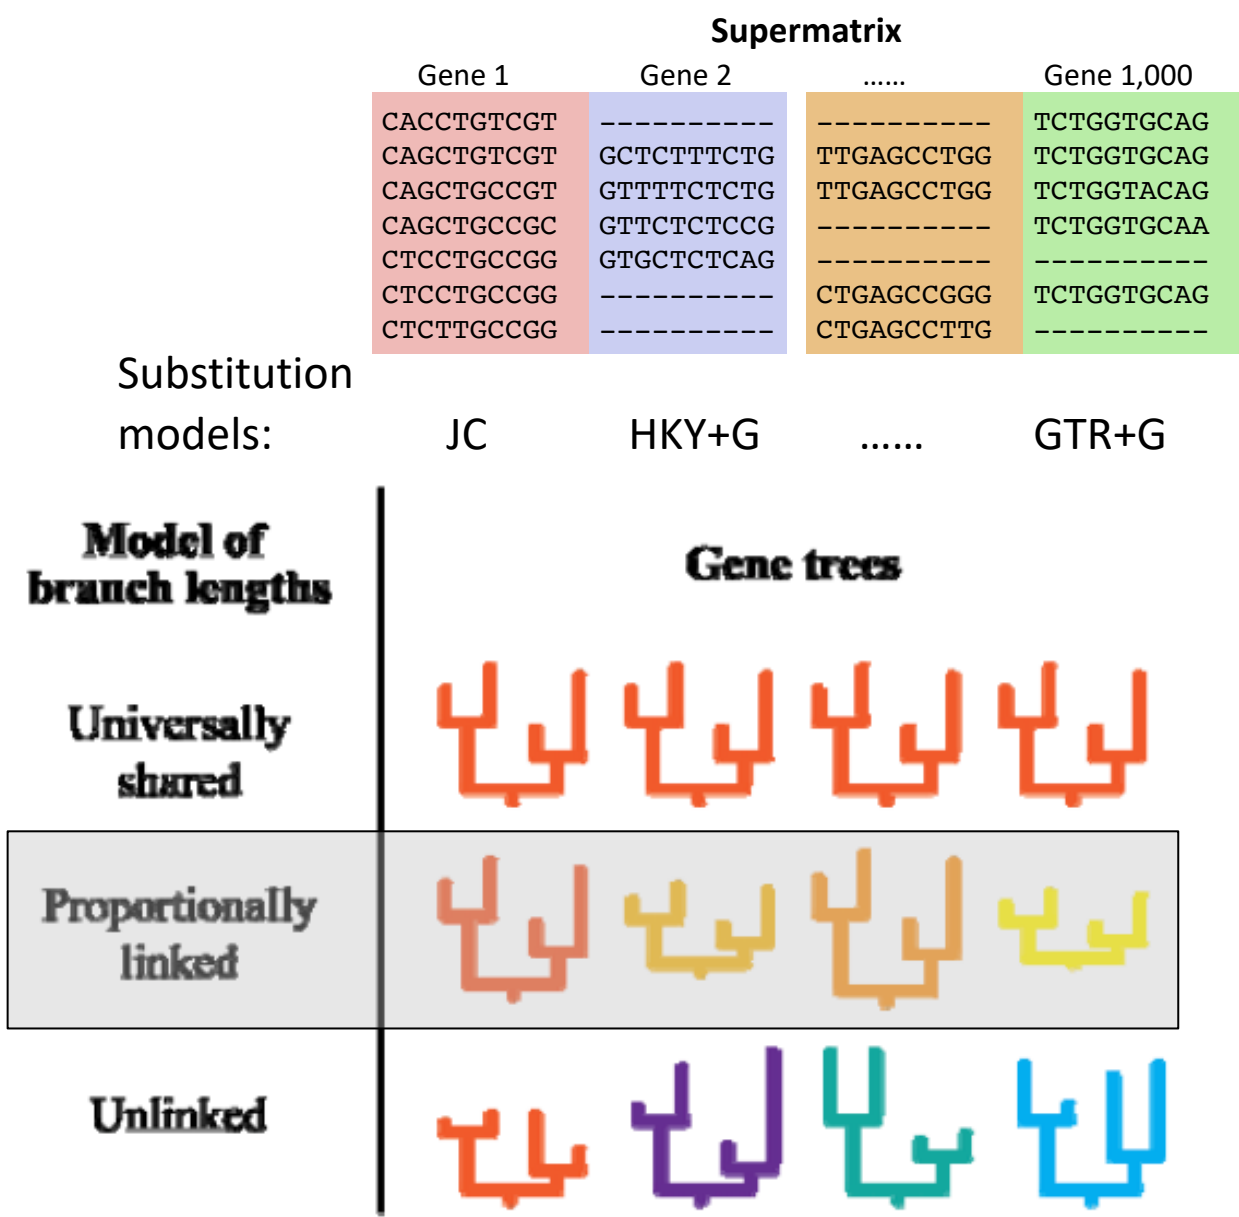 Supermatrix
Gene 1 Gene 2 ...... Gene 1,000
CACCTGTCGT ---------- ---------- TCTGGTGCAG
CAGCTGTCGT GCTCTTTCTG TTGAGCCTGG TCTGGTGCAG
CAGCTGCCGT GTTTTCTCTG TTGAGCCTGG TCTGGTACAG
CAGCTGCCGC GTTCTCTCCG ---------- TCTGGTGCAA
CTCCTGCCGG GTGCTCTCAG ---------- ----------
CTCCTGCCGG ---------- CTGAGCCGGG TCTGGTGCAG
CTCTTGCCGG ---------- CTGAGCCTTG ----------
Substitution
models: JC HKY+G ...... GTR+G
Model of
branch lengths
Gene trees
Universally
shared
Proportionally
linked
Unlinked